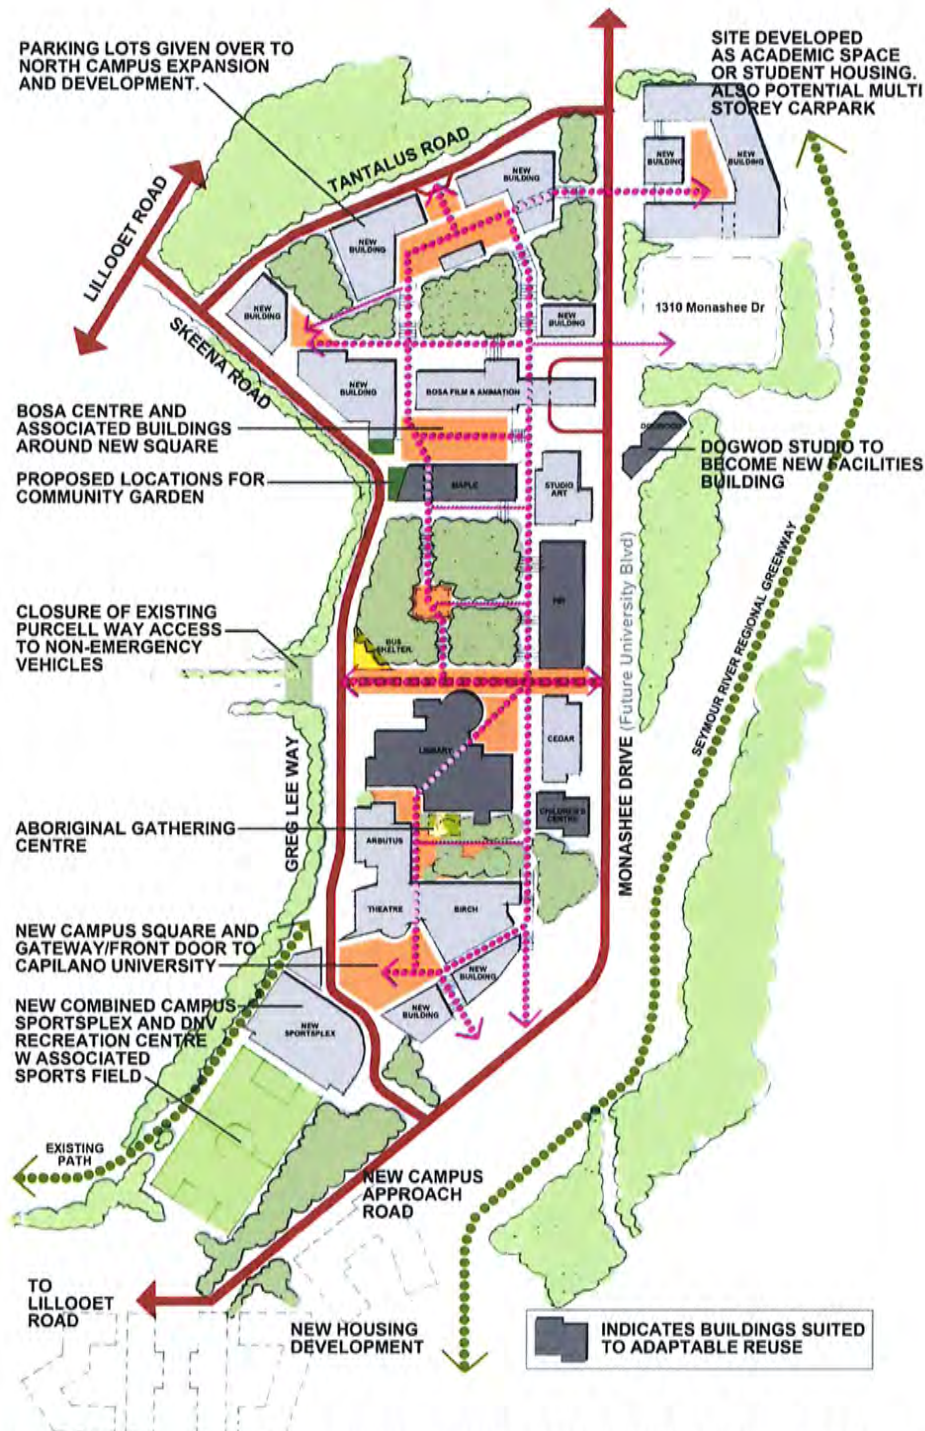 PARKING LOTS GIVEN OVER TO
NORTH CAMPUS EXPANSION
AND DEVELOPMENT.
SITE DEVELOPED
AS ACADEMIC SPACE
OR STUDENT HOUSING.
ALSO POTENTIAL MULTI
STOREY CARPARK
TANTALUS ROAD
LILLOOET ROAD
SKEENA ROAD
NEW
BUILDING
NEW
BUILDING
NEW
BUILDING
NEW
BUILDING
NEW
BUILDING
NEW
BUILDING
1310 Monashee Dr
NEW
BUILDING
BOSA FILM & ANIMATION
BOSA CENTRE AND
ASSOCIATED BUILDINGS
AROUND NEW SQUARE
DOGWOOD
DOGWOD STUDIO TO
BECOME NEW FACILITIES
BUILDING
PROPOSED LOCATIONS FOR
COMMUNITY GARDEN
MAPLE
STUDIO
ART
FIR
CLOSURE OF EXISTING
PURCELL WAY ACCESS
TO NON-EMERGENCY
VEHICLES
BUS
SHELTER
MONASHEE DRIVE (Future University Blvd)
SEYMOUR RIVER REGIONAL GREENWAY
LIBRARY
CEDAR
GREG LEE WAY
CHILDREN'S
CENTRE
ABORIGINAL GATHERING
CENTRE
ARBUTUS
THEATRE
BIRCH
NEW CAMPUS SQUARE AND
GATEWAY/FRONT DOOR TO
CAPILANO UNIVERSITY
NEW
BUILDING
NEW
BUILDING
NEW COMBINED CAMPUS
SPORTSPLEX AND DNV
RECREATION CENTRE
W ASSOCIATED
SPORTS FIELD
NEW
SPORTSPLEX
EXISTING
PATH
NEW CAMPUS
APPROACH
ROAD
TO
LILLOOET
ROAD
NEW HOUSING
DEVELOPMENT
INDICATES BUILDINGS SUITED
TO ADAPTABLE REUSE